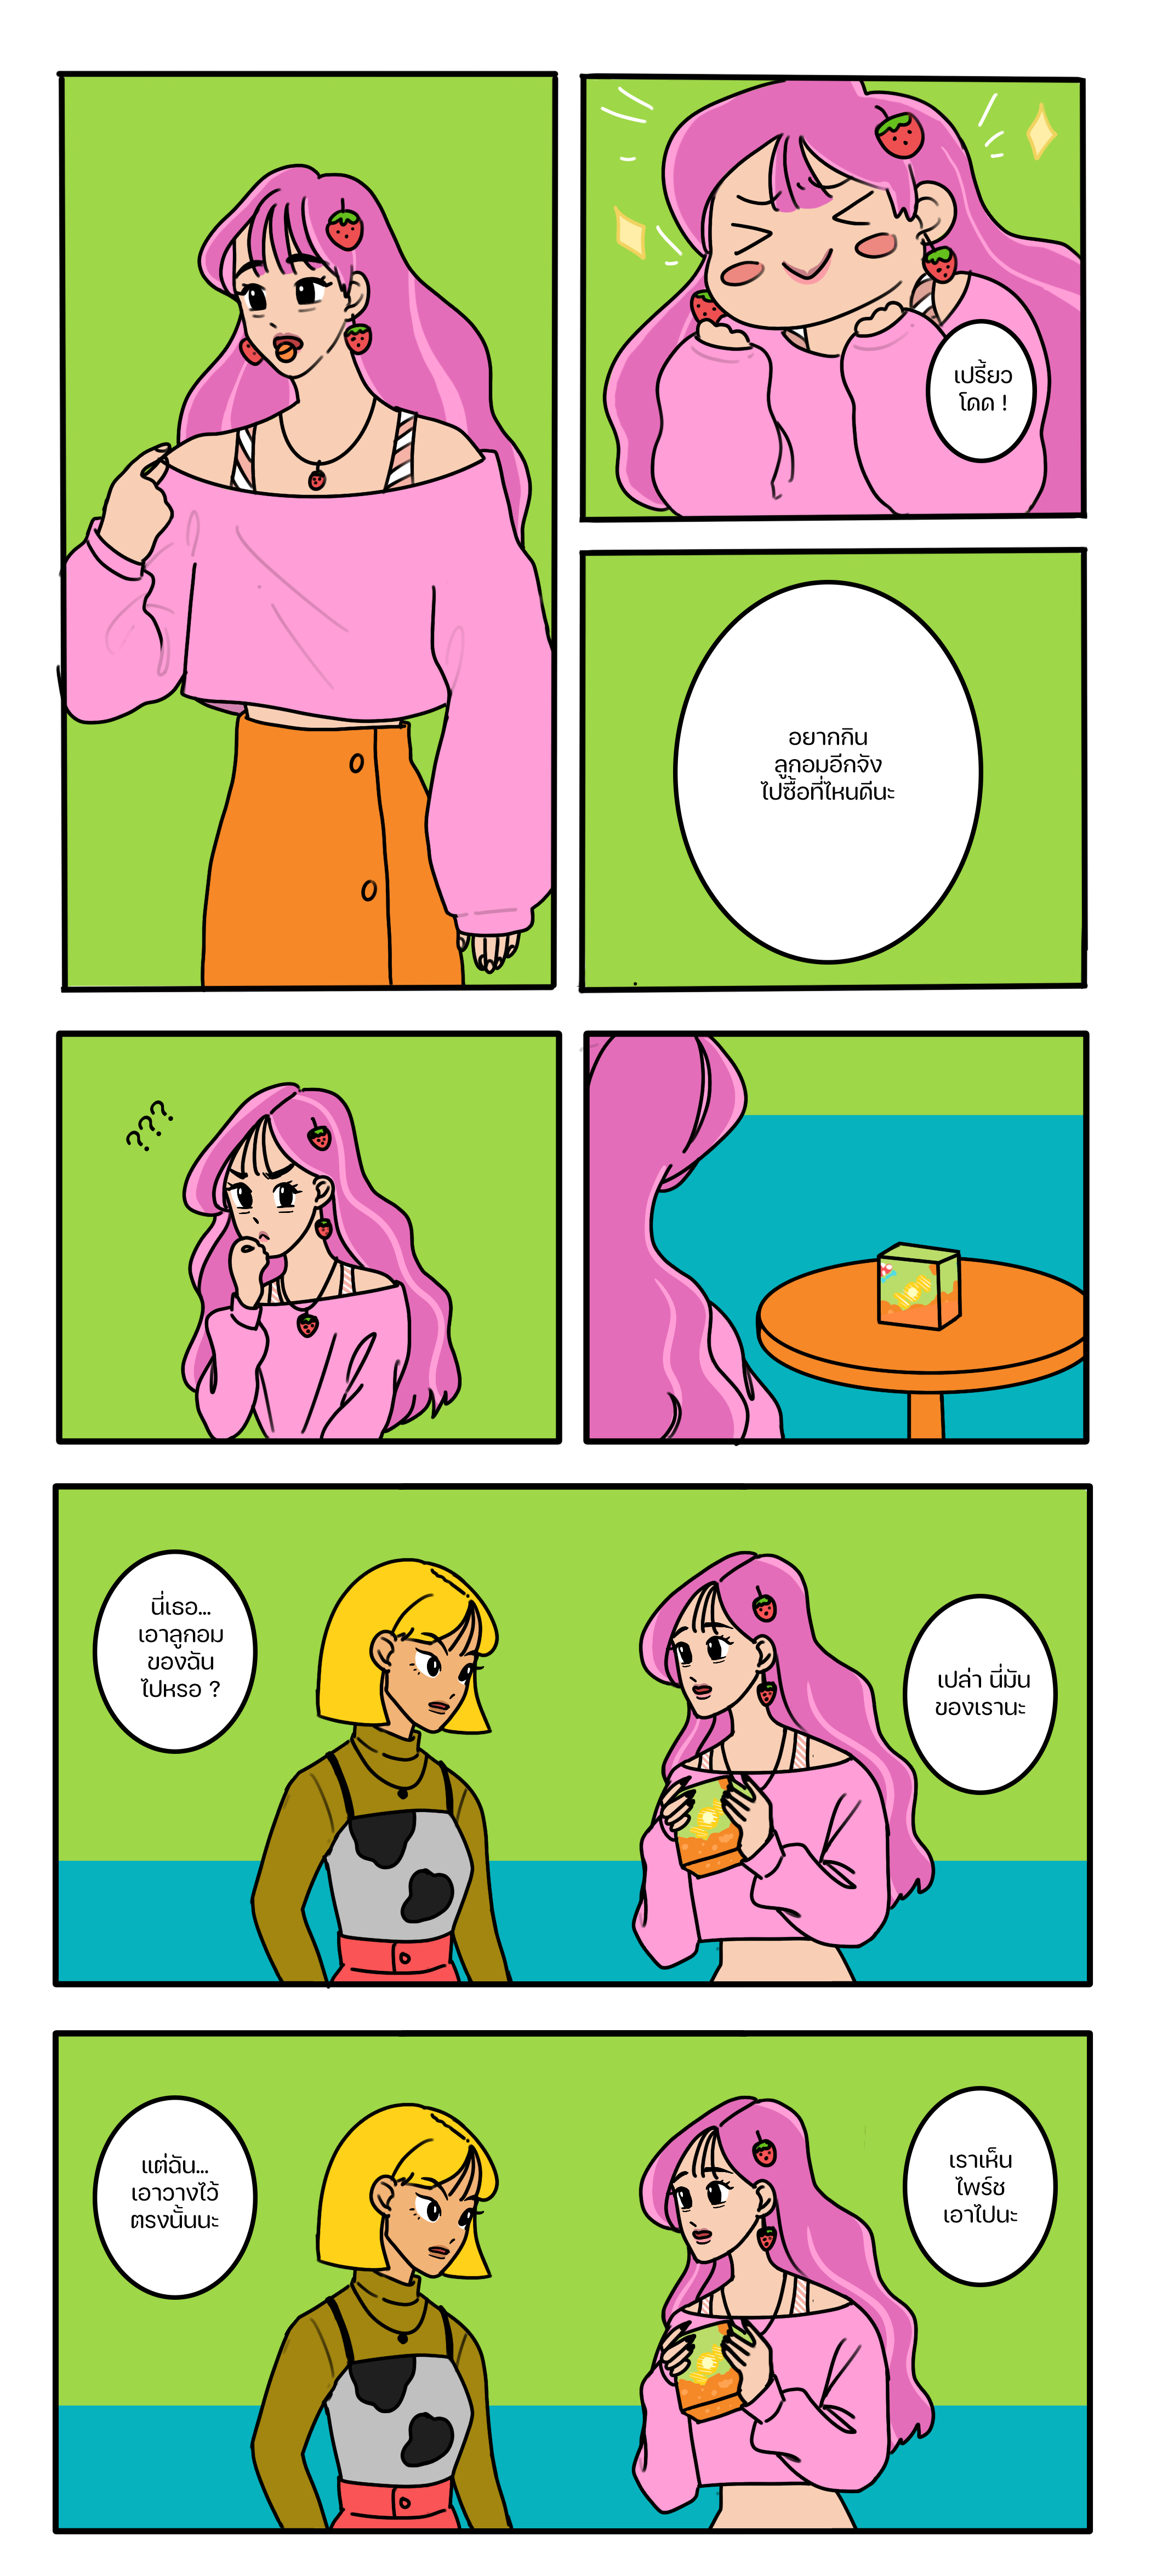 เปรี้ยว
โดด !
อยากกิน
ลูกอมอีกจัง
ไปซื้อที่ไหนดีนะ
???
นี่เธอ...
เอาลูกอม
ของฉัน
ไปหรอ ?
เปล่า นี่มัน
ของเรานะ
แต่ฉัน...
เอาวางไว้
ตรงนั้นนะ
เราเห็น
ไพร์ช
เอาไปนะ